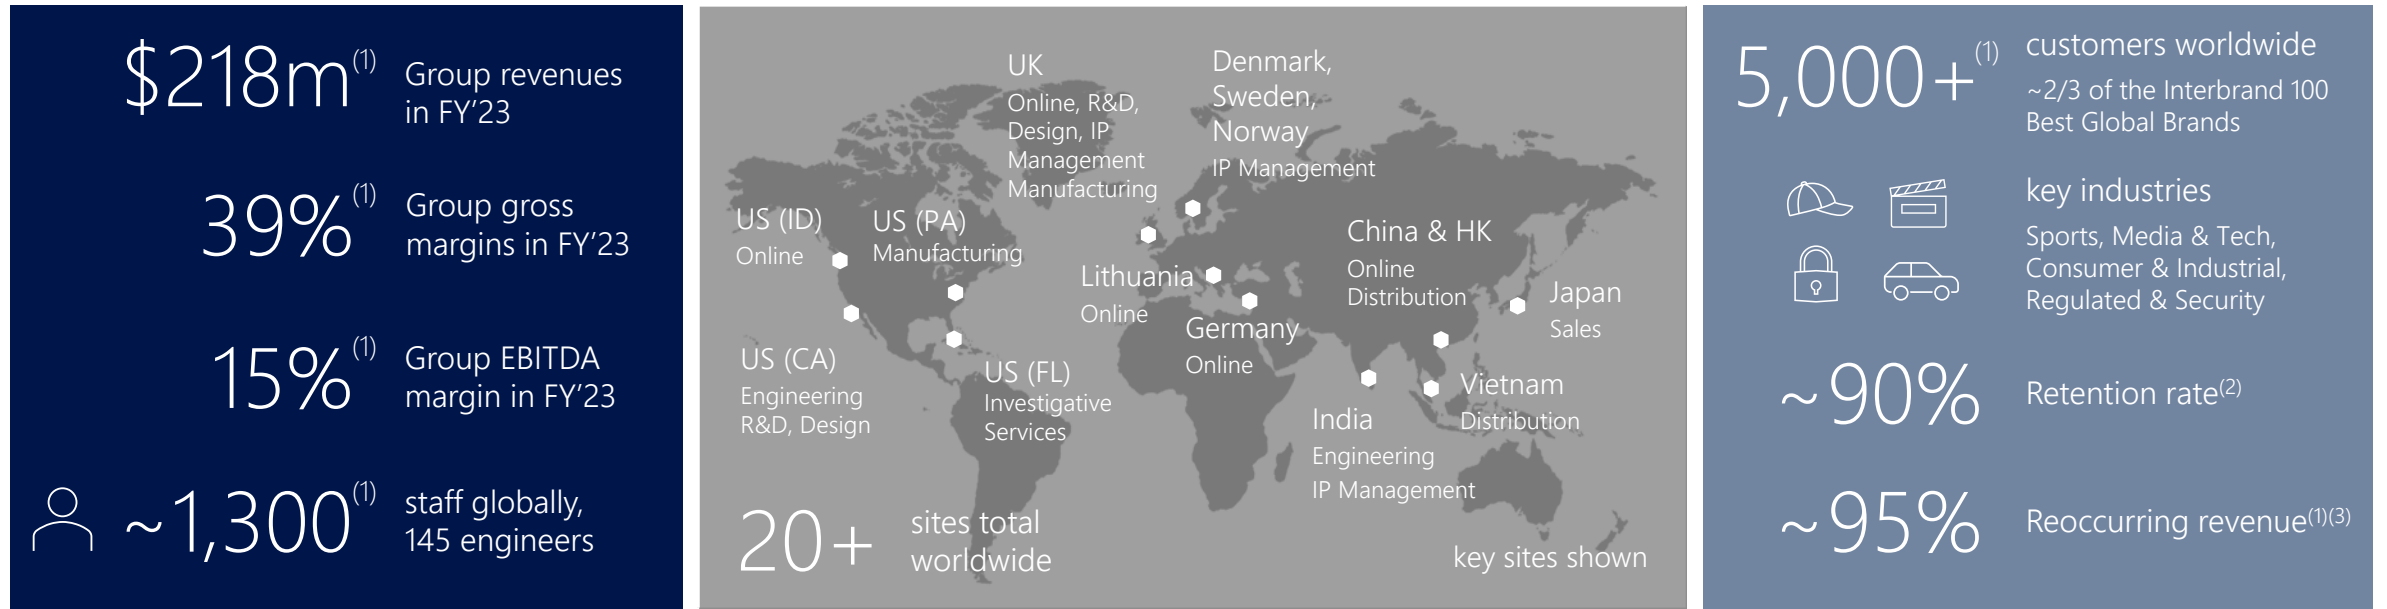 $218m(1)
Group revenues
in FY'23
39%(1)
Group gross
margins in FY'23
15%(1)
Group EBITDA
margin in FY'23
~1,300(1)
staff globally,
145 engineers
UK
Online, R&D,
Design, IP
Management
Manufacturing
Denmark,
Sweden,
Norway
IP Management
US (ID)
Online
US (PA)
Manufacturing
US (CA)
Engineering
R&D, Design
US (FL)
Investigative
Services
Lithuania
Online
Germany
Online
China & HK
Online
Distribution
Japan
Sales
Vietnam
Distribution
India
Engineering
IP Management
20+
sites total
worldwide
key sites shown
5,000+(1)
customers worldwide
~2/3 of the Interbrand 100
Best Global Brands
key industries
Sports, Media & Tech,
Consumer & Industrial,
Regulated & Security
~90%
Retention rate(2)
~95%
Reoccurring revenue(1)(3)